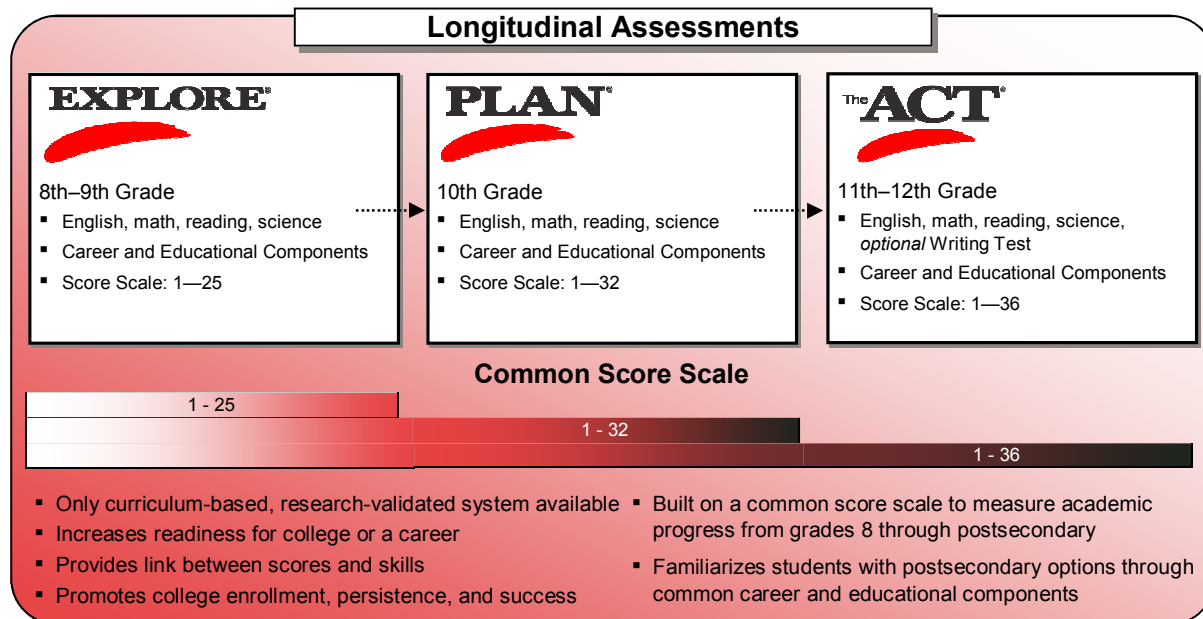 Longitudinal Assessments
EXPLORE®
8th–9th Grade
▪ English, math, reading, science
▪ Career and Educational Components
▪ Score Scale: 1—25
PLAN®
10th Grade
▪ English, math, reading, science
▪ Career and Educational Components
▪ Score Scale: 1—32
The ACT®
11th–12th Grade
▪ English, math, reading, science,
optional Writing Test
▪ Career and Educational Components
▪ Score Scale: 1—36
Common Score Scale
1 - 25
1 - 32
1 - 36
▪ Only curriculum-based, research-validated system available
▪ Increases readiness for college or a career
▪ Provides link between scores and skills
▪ Promotes college enrollment, persistence, and success
▪ Built on a common score scale to measure academic
progress from grades 8 through postsecondary
▪ Familiarizes students with postsecondary options through
common career and educational components